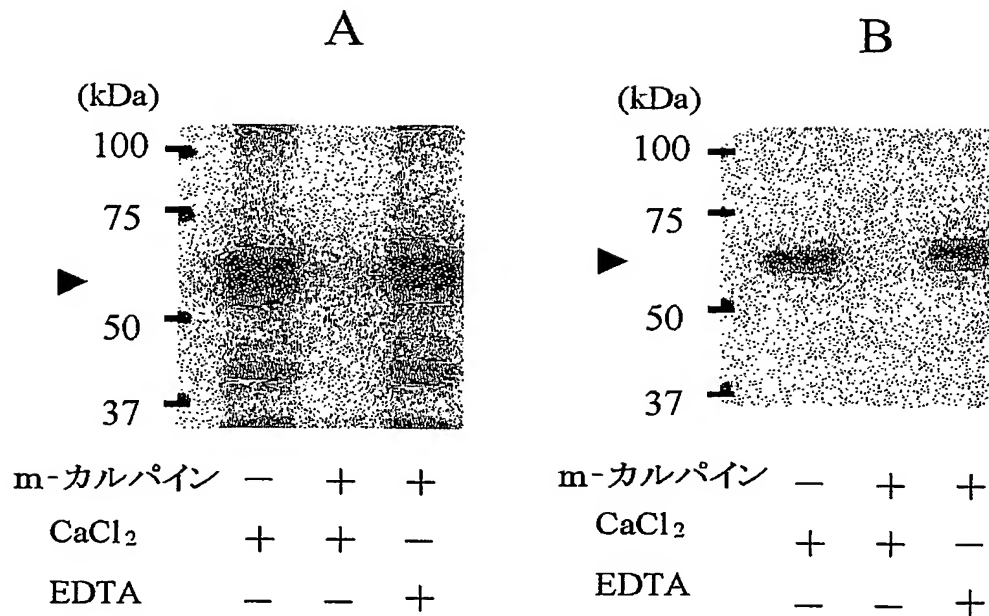 A
(kDa)
100
75
50
37
m-カルパイン − + +
CaCl₂ + + −
EDTA − − +
B
(kDa)
100
75
50
37
m-カルパイン − + +
CaCl₂ + + −
EDTA − − +